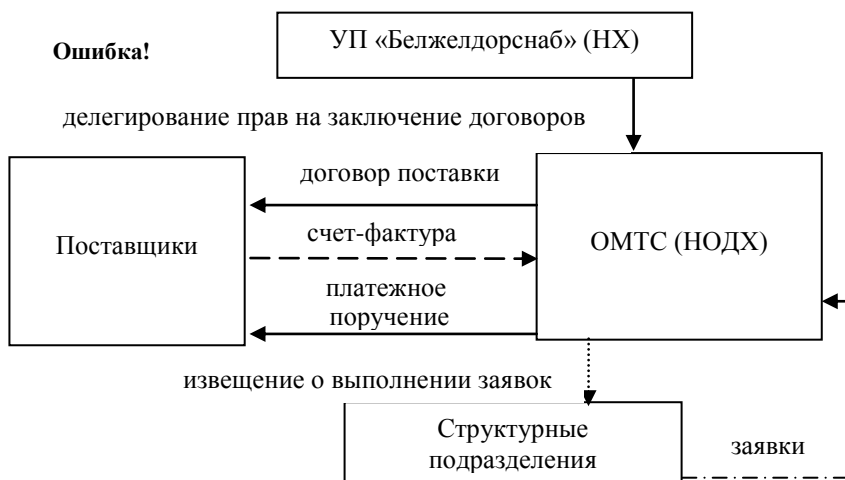 УП «Белжелдорснаб» (НХ)
Ошибка!
делегирование прав на заключение договоров
договор поставки
Поставщики
счет-фактура
ОМТС (НОДХ)
платежное
поручение
извещение о выполнении заявок
Структурные
подразделения
заявки